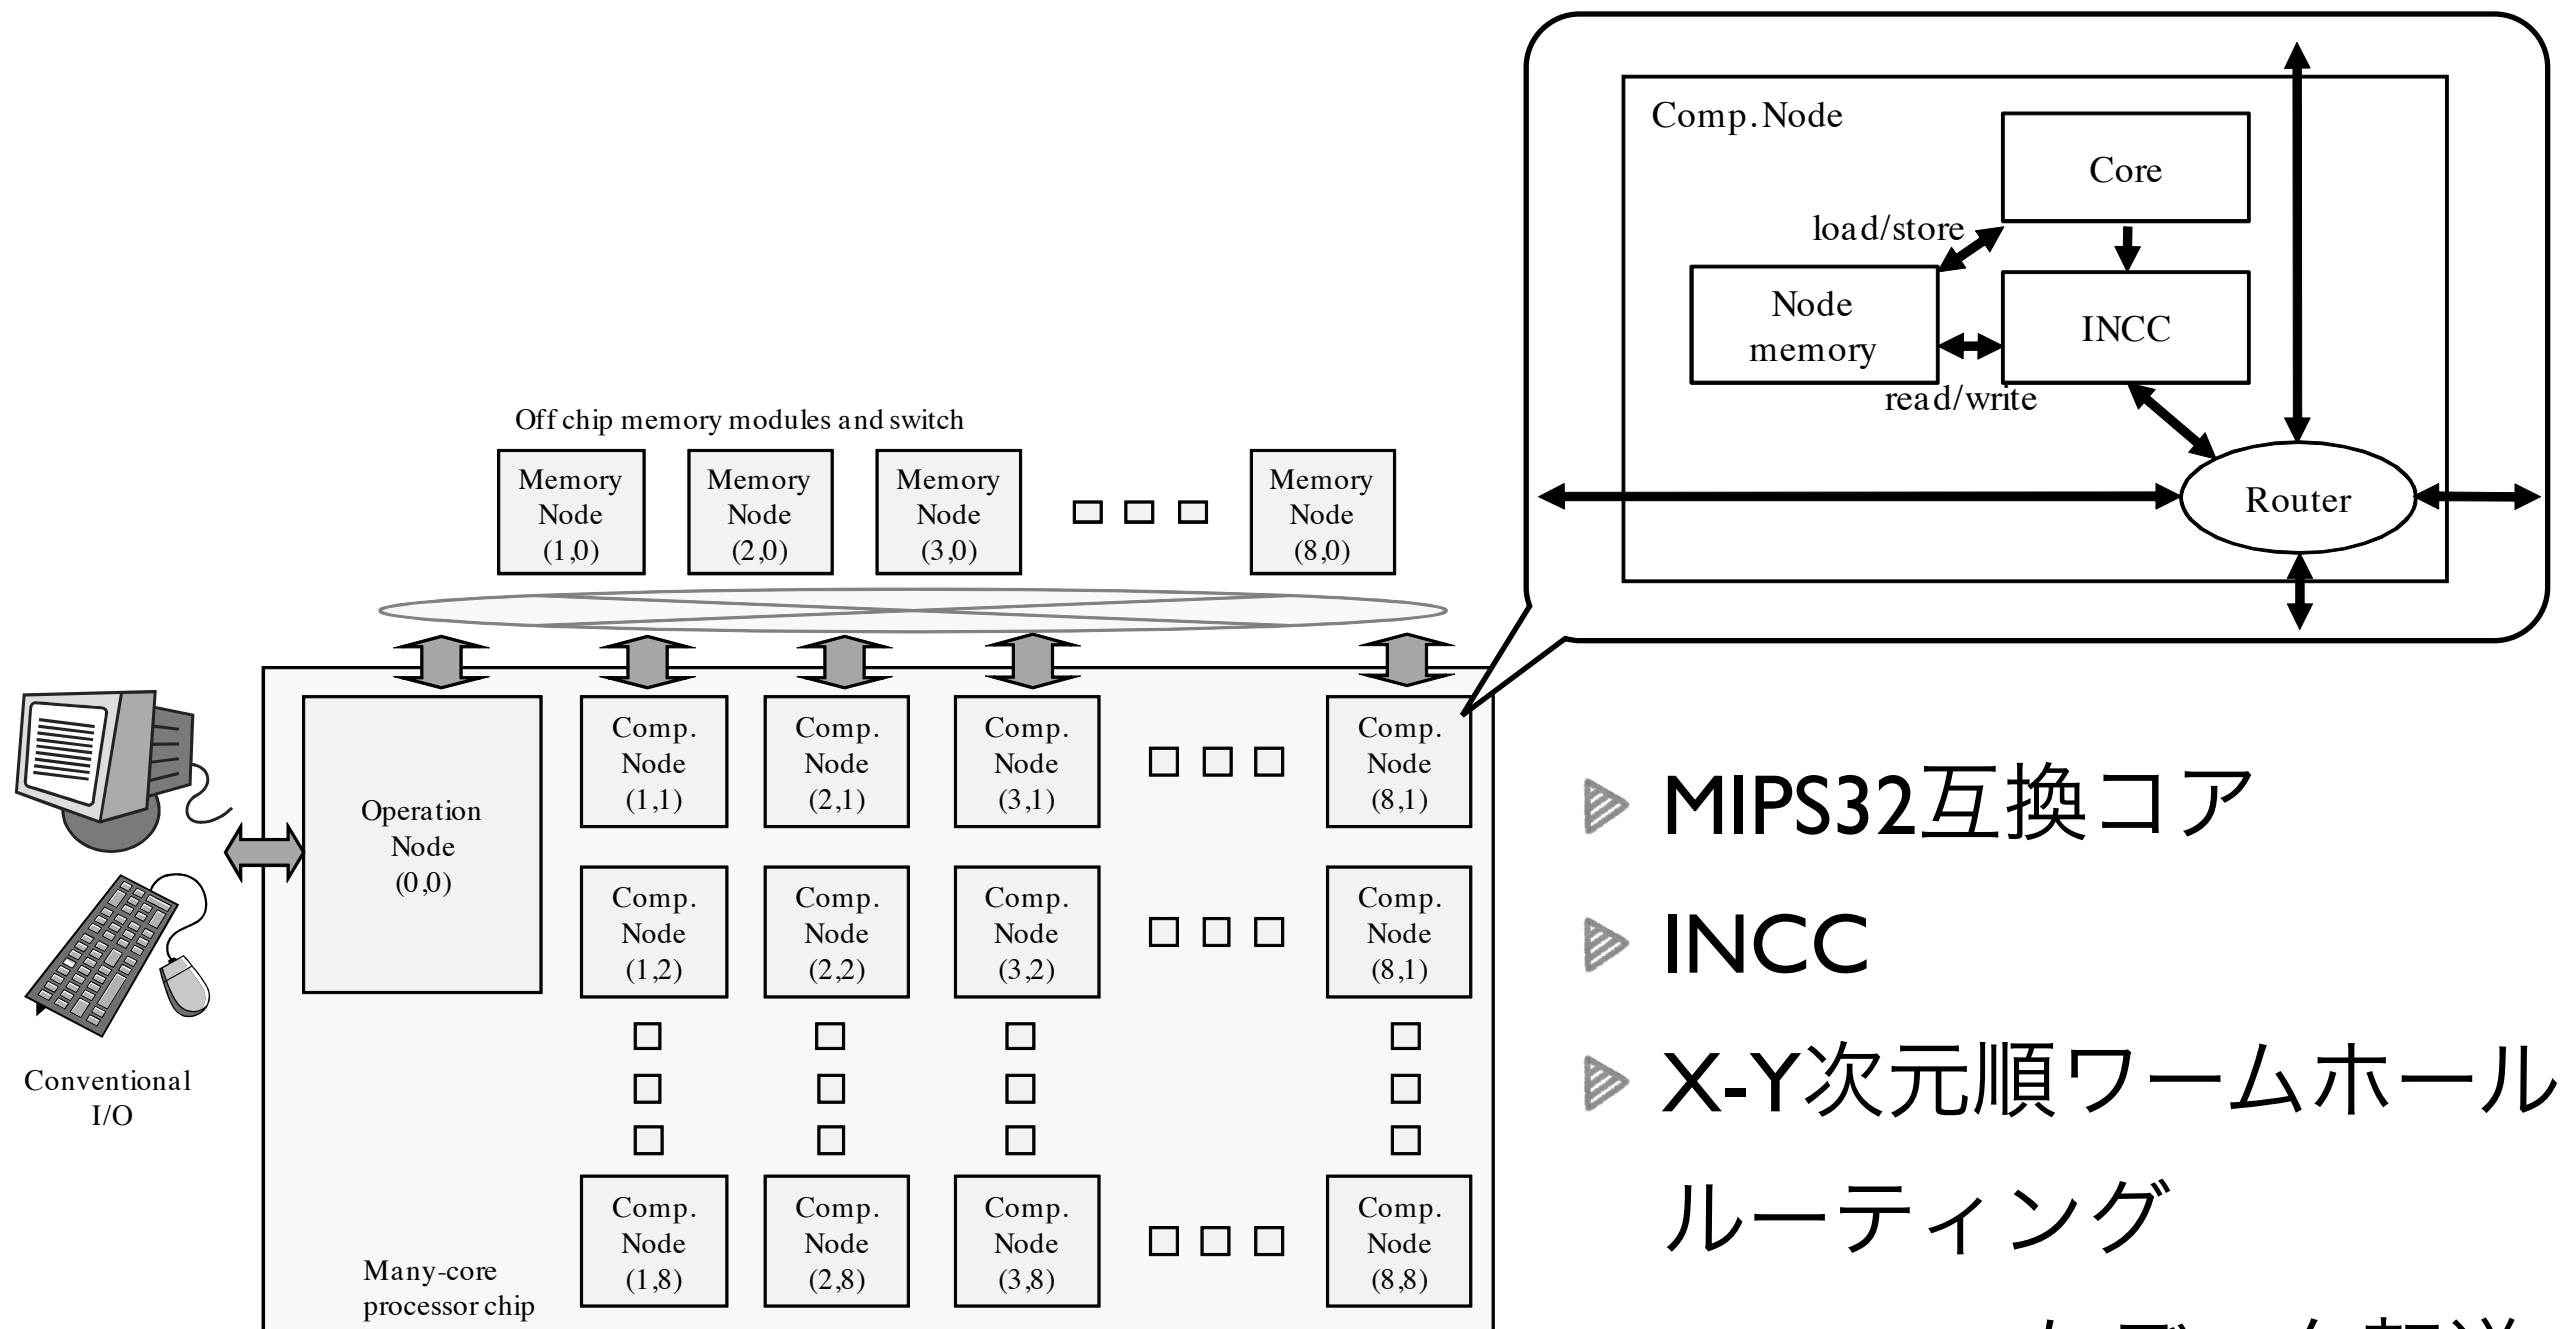 Comp.Node
Core
load/store
Node
memory
INCC
read/write
Router
Off chip memory modules and switch
Memory
Node
(1,0)
Memory
Node
(2,0)
Memory
Node
(3,0)
Memory
Node
(8,0)
Operation
Node
(0,0)
Comp.
Node
(1,1)
Comp.
Node
(2,1)
Comp.
Node
(3,1)
Comp.
Node
(8,1)
Comp.
Node
(1,2)
Comp.
Node
(2,2)
Comp.
Node
(3,2)
Comp.
Node
(8,1)
Comp.
Node
(1,8)
Comp.
Node
(2,8)
Comp.
Node
(3,8)
Comp.
Node
(8,8)
Conventional
I/O
Many-core
processor chip
MIPS32互換コア
INCC
X-Y次元順ワームホール
ルーティング